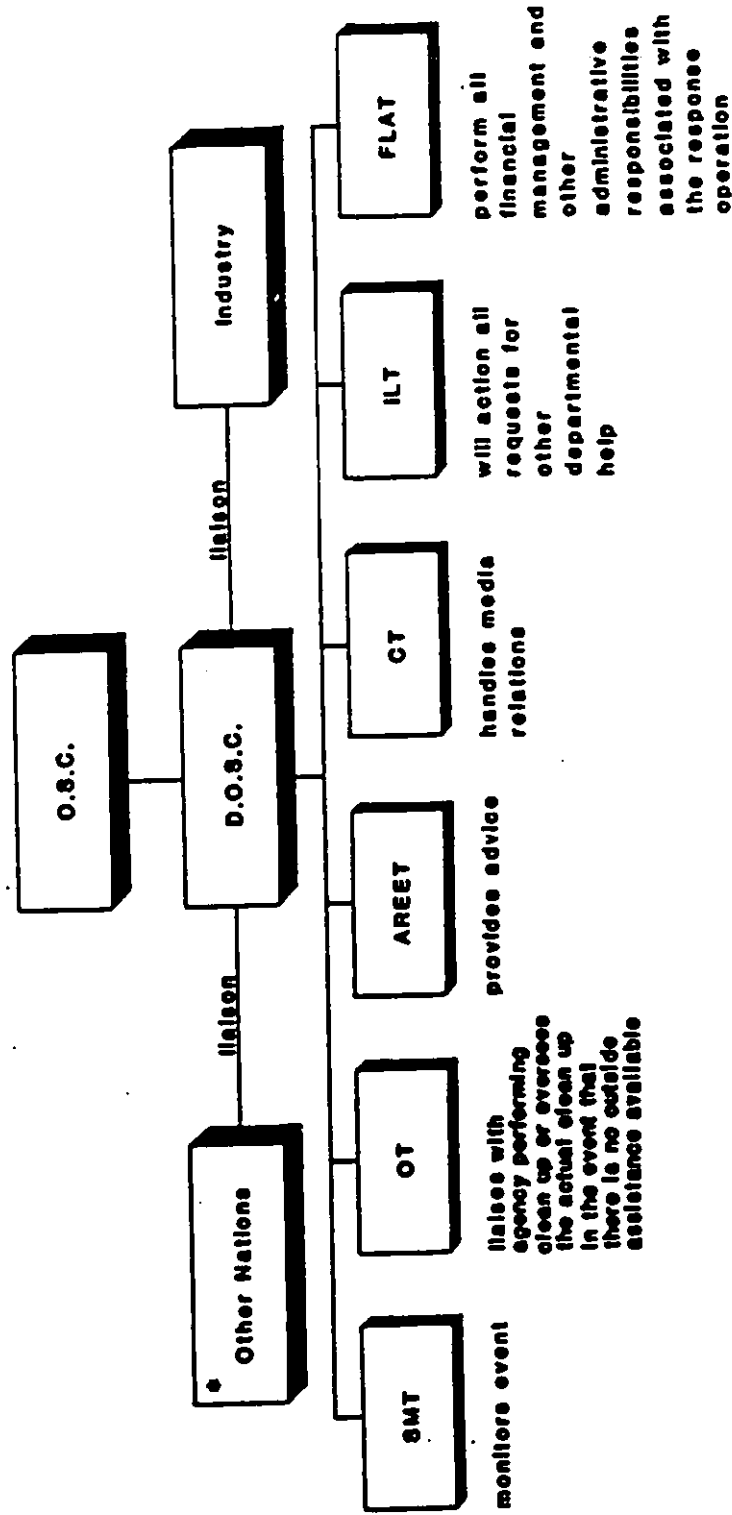 O.S.C.
liaison
liaison
*
Other Nations
D.O.S.C.
Industry
SMT
OT
AREET
CT
ILT
FLAT
monitors event
liaises with
agency performing
clean up or oversees
the actual clean up
in the event that
there is no outside
assistance available
provides advice
handles media
relations
will action all
requests for
other
departmental
help
perform all
financial
management and
other
administrative
responsibilities
associated with
the response
operation